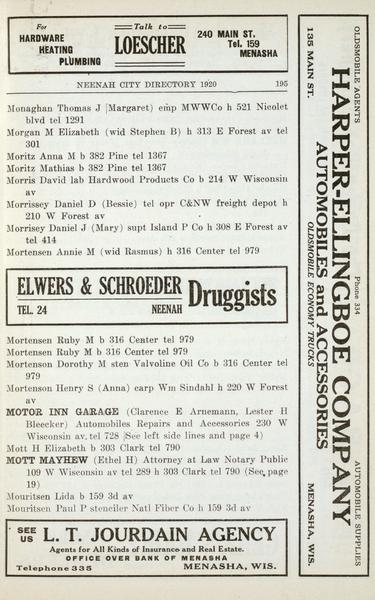 For
HARDWARE
HEATING
PLUMBING
Talk to
LOESCHER
240 MAIN ST.
Tel. 159
MENASHA
NEENAH CITY DIRECTORY 1920 195
Monaghan Thomas J (Margaret) emp MWWCo h 521 Nicolet
blvd tel 1291
Morgan M Elizabeth (wid Stephen B) h 313 E Forest av tel
301
Moritz Anna M b 382 Pine tel 1367
Moritz Mathias b 382 Pine tel 1367
Morris David lab Hardwood Products Co b 214 W Wisconsin
av
Morrissey Daniel D (Bessie) tel opr C&NW freight depot h
210 W Forest av
Morrisey Daniel J (Mary) supt Island P Co h 308 E Forest av
tel 414
Mortensen Annie M (wid Rasmus) h 316 Center tel 979
ELWERS & SCHROEDER
TEL. 24 NEENAH
Druggists
Mortensen Ruby M b 316 Center tel 979
Mortensen Ruby M b 316 Center tel 979
Mortenson Dorothy M sten Valvoline Oil Co b 316 Center tel
979
Mortenson Henry S (Anna) carp Wm Sindahl h 220 W Forest
av
MOTOR INN GARAGE (Clarence E Arnemann, Lester H
Bleecker) Automobiles Repairs and Accessories 230 W
Wisconsin av, tel 728 (See left side lines and page 4)
Mott H Elizabeth b 303 Clark tel 790
MOTT MAYHEW (Ethel H) Attorney at Law Notary Public
109 W Wisconsin av tel 289 h 303 Clark tel 790 (See page
19)
Mouritsen Lida b 159 3d av
Mouritsen Paul P stenciler Natl Fiber Co h 159 3d av
SEE
US
L. T. JOURDAIN AGENCY
Agents for All Kinds of Insurance and Real Estate.
OFFICE OVER BANK OF MENASHA
Telephone 335 MENASHA, WIS.
OLDSMOBILE AGENTS Phone 334 AUTOMOBILE SUPPLIES
HARPER-ELLINGBOE COMPANY
AUTOMOBILES and ACCESSORIES
OLDSMOBILE ECONOMY TRUCKS
135 MAIN ST. MENASHA, WIS.